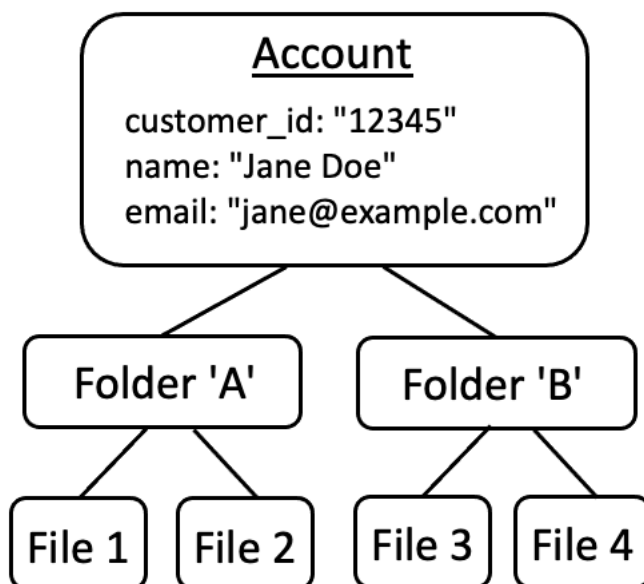 Account
customer_id: "12345"
name: "Jane Doe"
email: "jane@example.com"
Folder 'A'
Folder 'B'
File 1
File 2
File 3
File 4